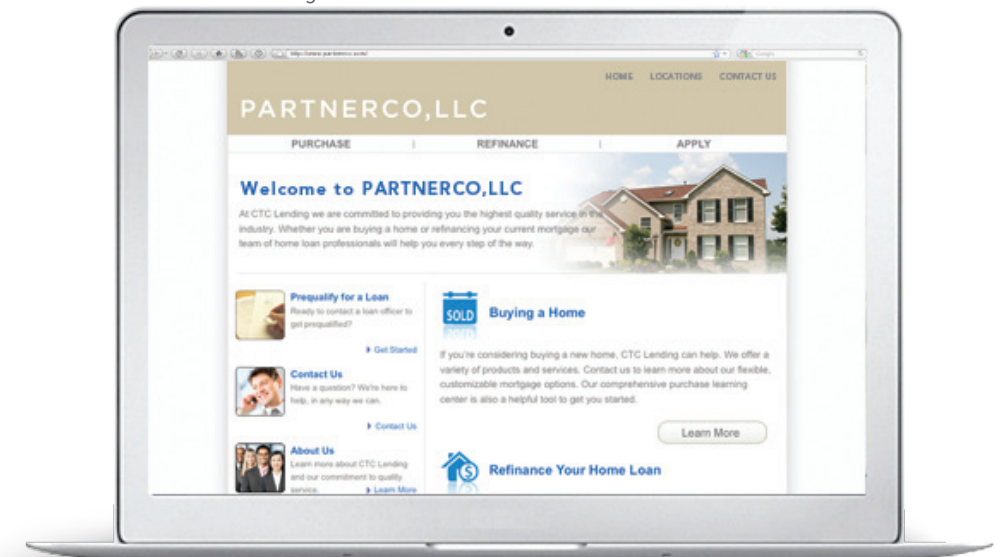 http://www.partnerco.com/
Google
HOME LOCATIONS CONTACT US
PARTNERCO,LLC
PURCHASE | REFINANCE | APPLY
Welcome to PARTNERCO,LLC
At CTC Lending we are committed to providing you the highest quality service in the
industry. Whether you are buying a home or refinancing your current mortgage our
team of home loan professionals will help you every step of the way.
Prequalify for a Loan
Ready to contact a loan officer to
get prequalified?
Get Started
Contact Us
Have a question? We're here to
help, in any way we can.
Contact Us
About Us
Learn more about CTC Lending
and our commitment to quality
service.
Learn More
SOLD
Buying a Home
If you're considering buying a new home, CTC Lending can help. We offer a
variety of products and services. Contact us to learn more about our flexible,
customizable mortgage options. Our comprehensive purchase learning
center is also a helpful tool to get you started.
Learn More
$
Refinance Your Home Loan